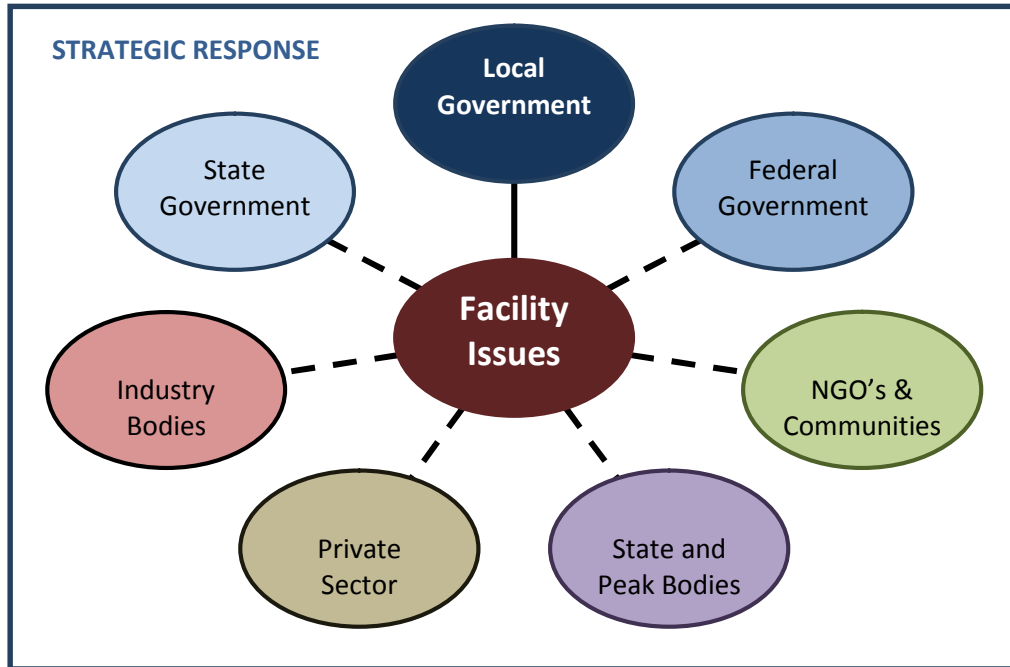 STRATEGIC RESPONSE
Local
Government
State
Government
Federal
Government
Facility
Issues
Industry
Bodies
NGO’s &
Communities
Private
Sector
State and
Peak Bodies